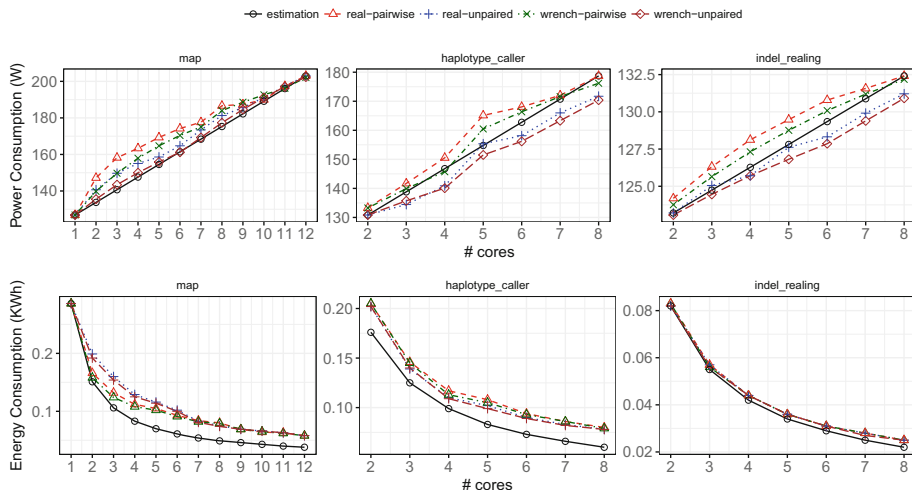 estimation real-pairwise real-unpaired wrench-pairwise wrench-unpaired
map haplotype_caller indel_realing
Power Consumption (W)
200
180
160
140
1 2 3 4 5 6 7 8 9 10 11 12
180
170
160
150
140
130
2 3 4 5 6 7 8
132.5
130.0
127.5
125.0
2 3 4 5 6 7 8
# cores # cores
map haplotype_caller indel_realing
Energy Consumption (KWh)
0.2
0.1
1 2 3 4 5 6 7 8 9 10 11 12
0.20
0.15
0.10
2 3 4 5 6 7 8
0.08
0.06
0.04
0.02
2 3 4 5 6 7 8
# cores # cores